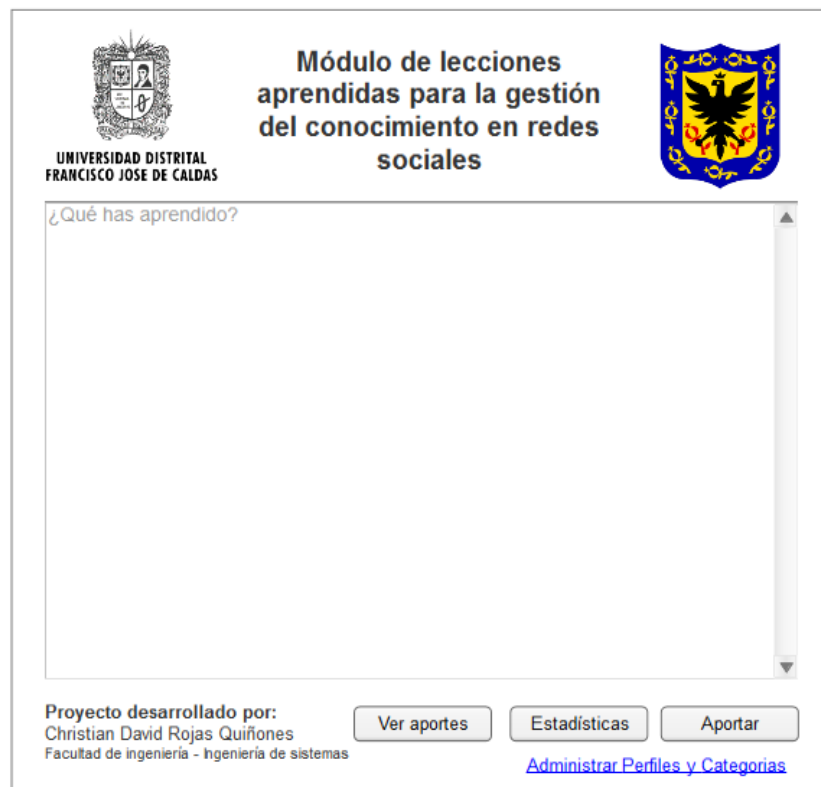 Módulo de lecciones
aprendidas para la gestión
del conocimiento en redes
sociales
UNIVERSIDAD DISTRITAL
FRANCISCO JOSE DE CALDAS
¿Qué has aprendido?
Proyecto desarrollado por:
Christian David Rojas Quiñones
Facultad de ingeniería - Ingeniería de sistemas
Ver aportes
Estadísticas
Aportar
Administrar Perfiles y Categorias